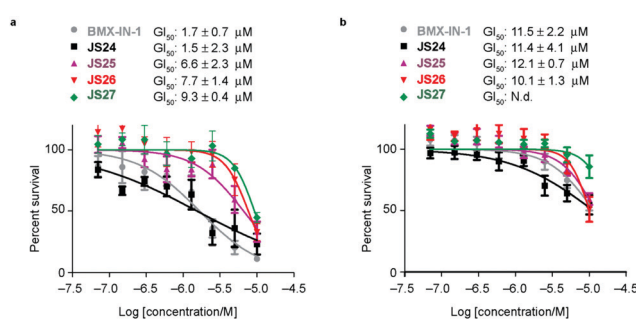 a
BMX-IN-1 GI50: 1.7 ± 0.7 μM
JS24 GI50: 1.5 ± 2.3 μM
JS25 GI50: 6.6 ± 2.3 μM
JS26 GI50: 7.7 ± 1.4 μM
JS27 GI50: 9.3 ± 0.4 μM
Percent survival
100
50
0
−7.5 −7.0 −6.5 −6.0 −5.5 −5.0 −4.5
Log [concentration/M]
b
BMX-IN-1 GI50: 11.5 ± 2.2 μM
JS24 GI50: 11.4 ± 4.1 μM
JS25 GI50: 12.1 ± 0.7 μM
JS26 GI50: 10.1 ± 1.3 μM
JS27 GI50: N.d.
Percent survival
100
50
0
−7.5 −7.0 −6.5 −6.0 −5.5 −5.0 −4.5
Log [concentration/M]